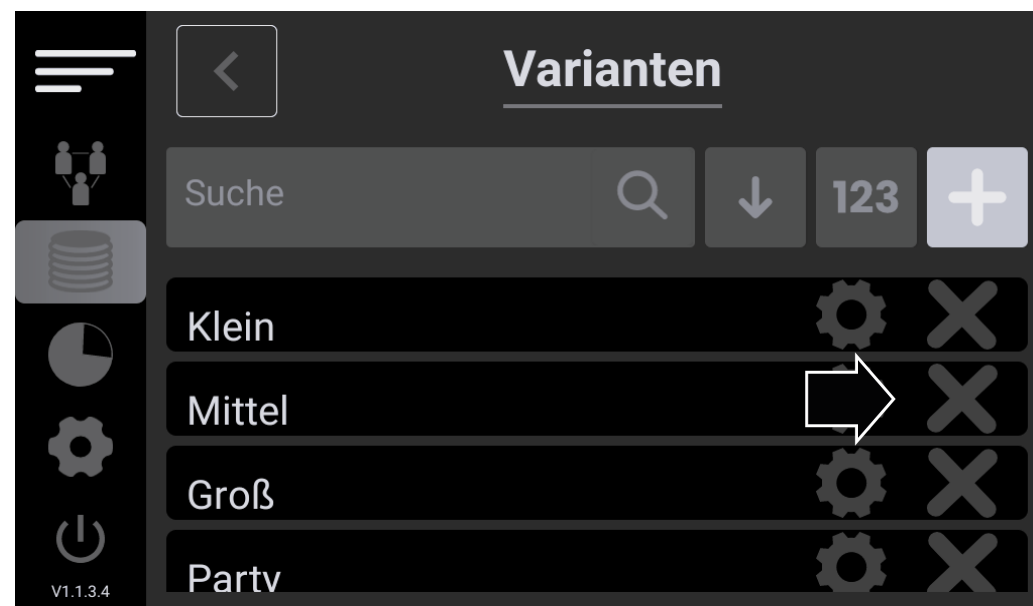 Varianten
Suche
123
Klein
Mittel
Groß
Party
V1.1.3.4